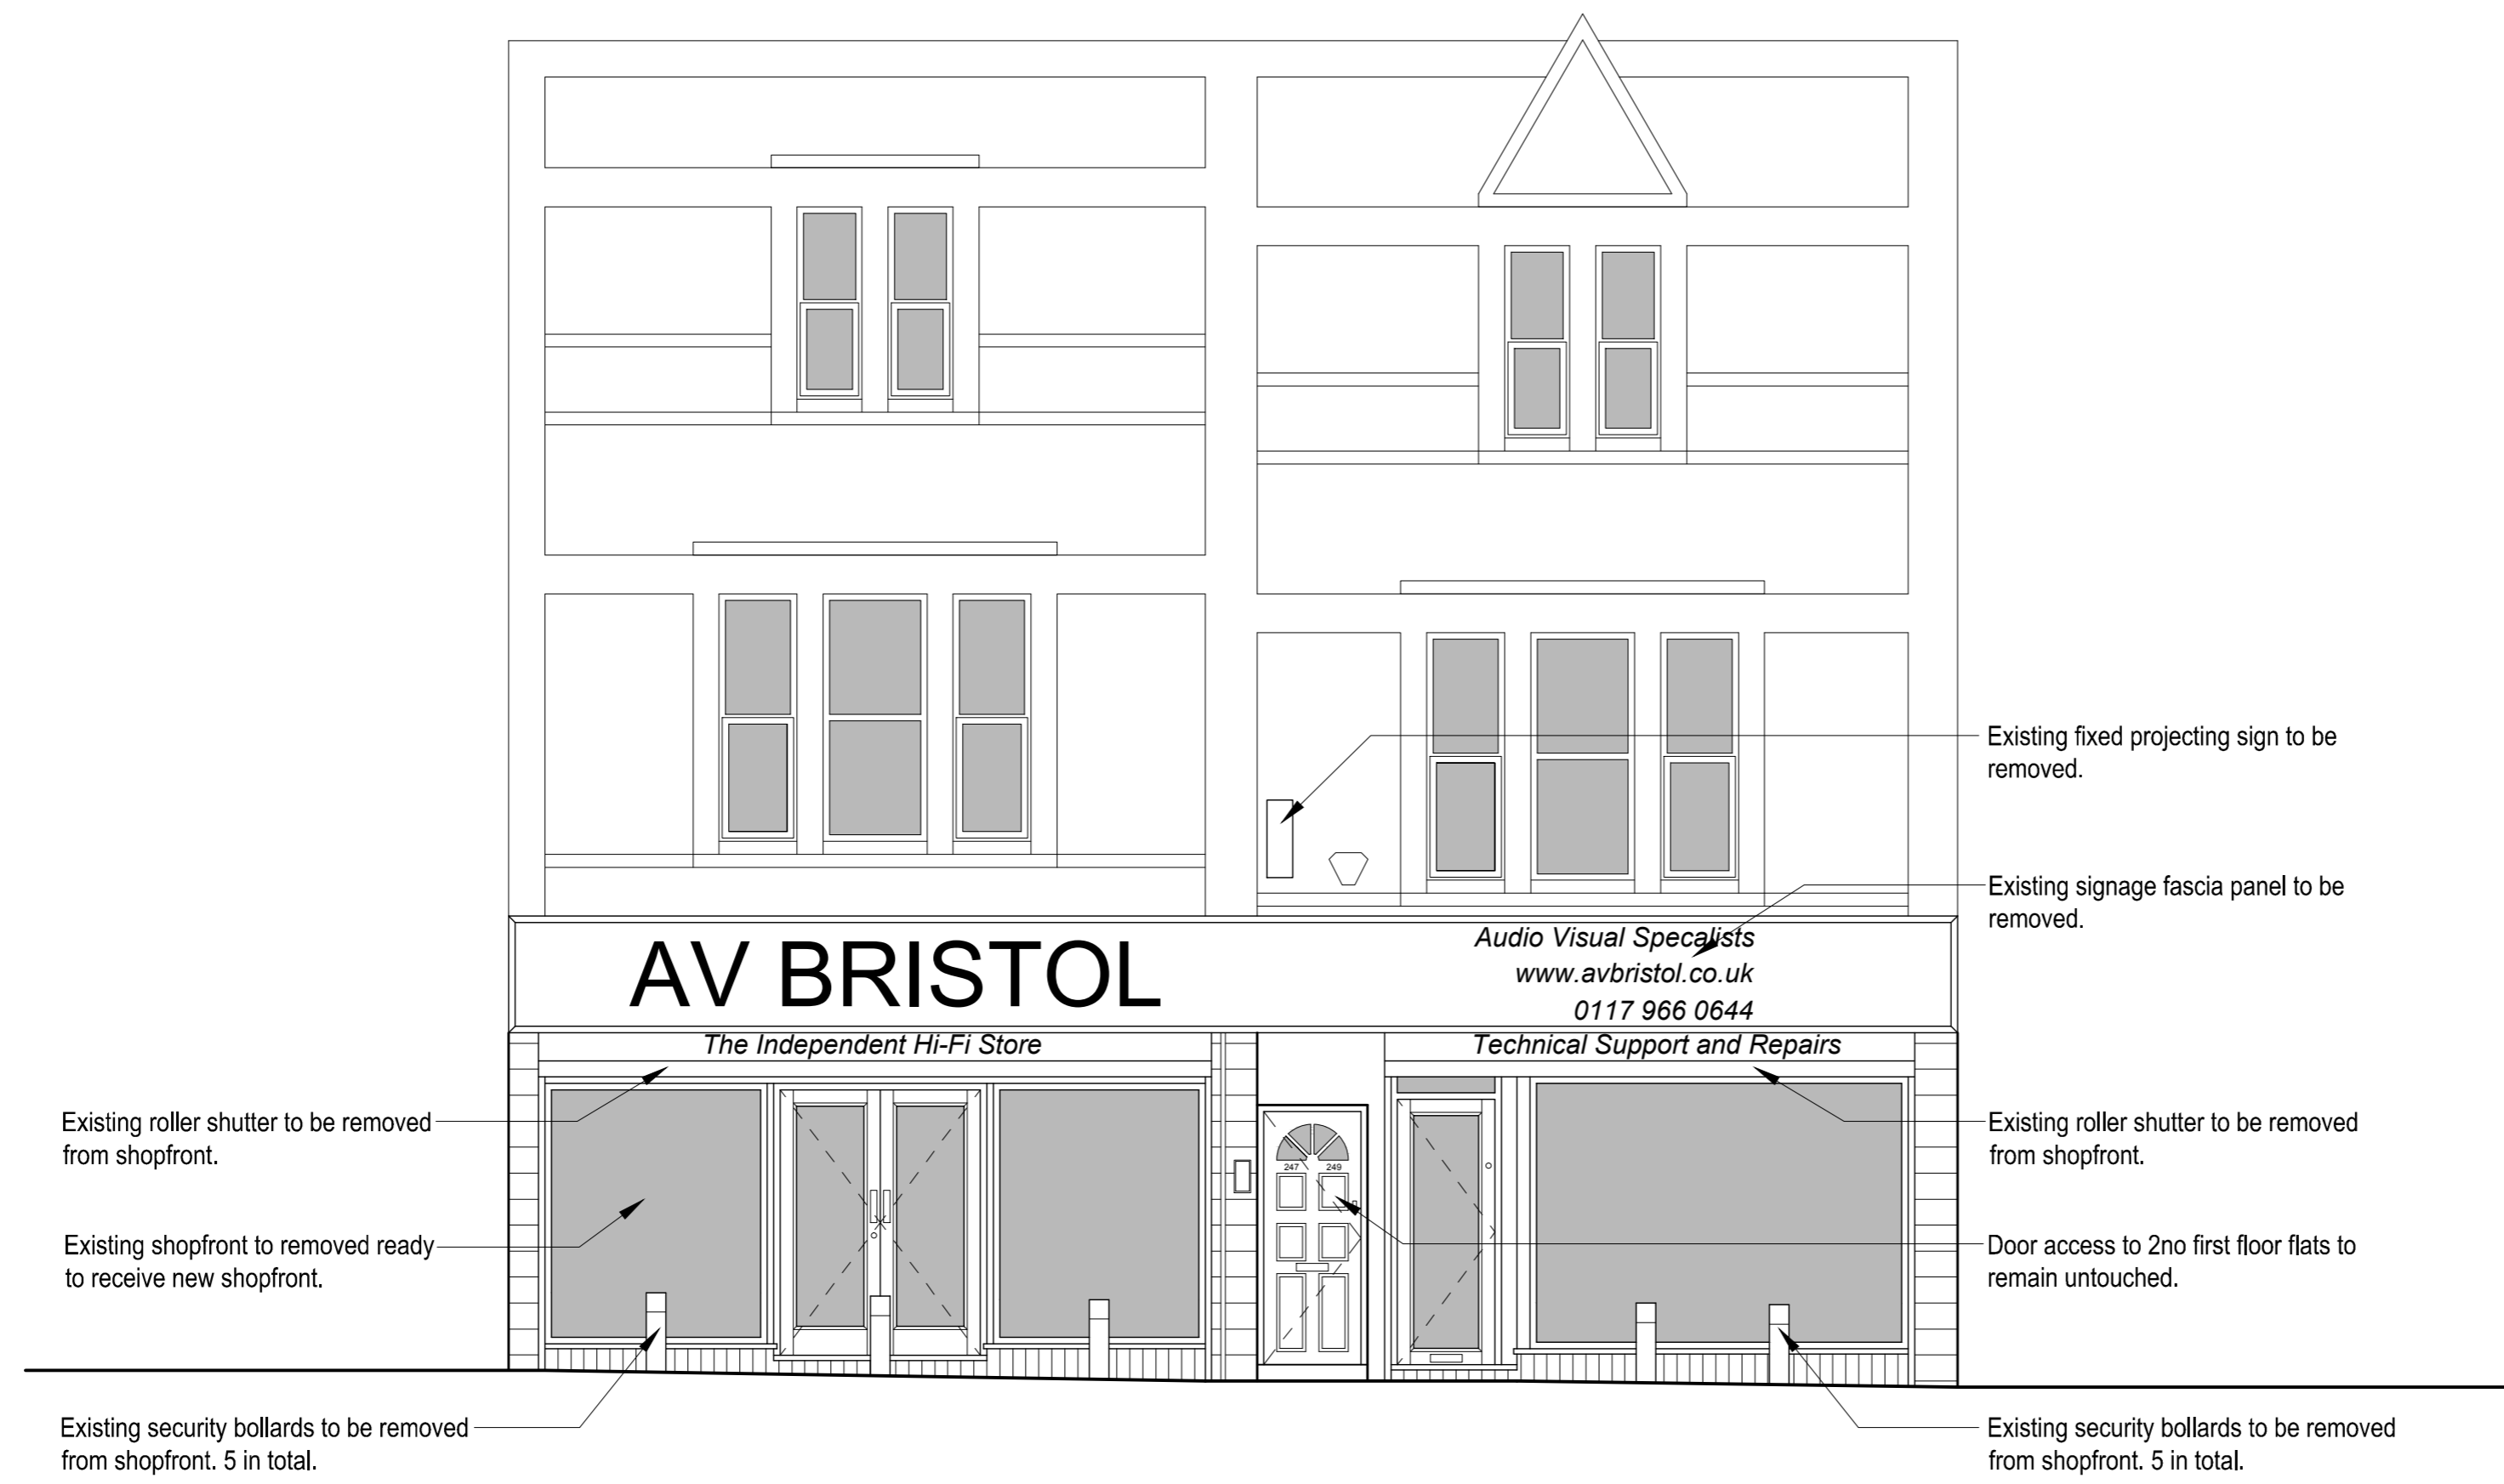 Existing fixed projecting sign to be
removed.
Existing signage fascia panel to be
removed.
AV BRISTOL
Audio Visual Specalists
www.avbristol.co.uk
0117 966 0644
The Independent Hi-Fi Store
Technical Support and Repairs
Existing roller shutter to be removed
from shopfront.
Existing roller shutter to be removed
from shopfront.
247 249
Existing shopfront to removed ready
to receive new shopfront.
Door access to 2no first floor flats to
remain untouched.
Existing security bollards to be removed
from shopfront. 5 in total.
Existing security bollards to be removed
from shopfront. 5 in total.